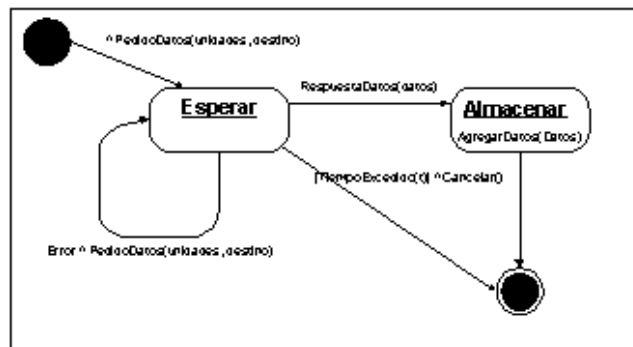 ^ PedidoDatos(unidades, destino)
Esperar
RespuestaDatos(datos)
Almacenar
AgregarDatos(Datos)
[TiempoExcedido(t)] ^Cancelar()
Error ^ PedidoDatos(unidades, destino)